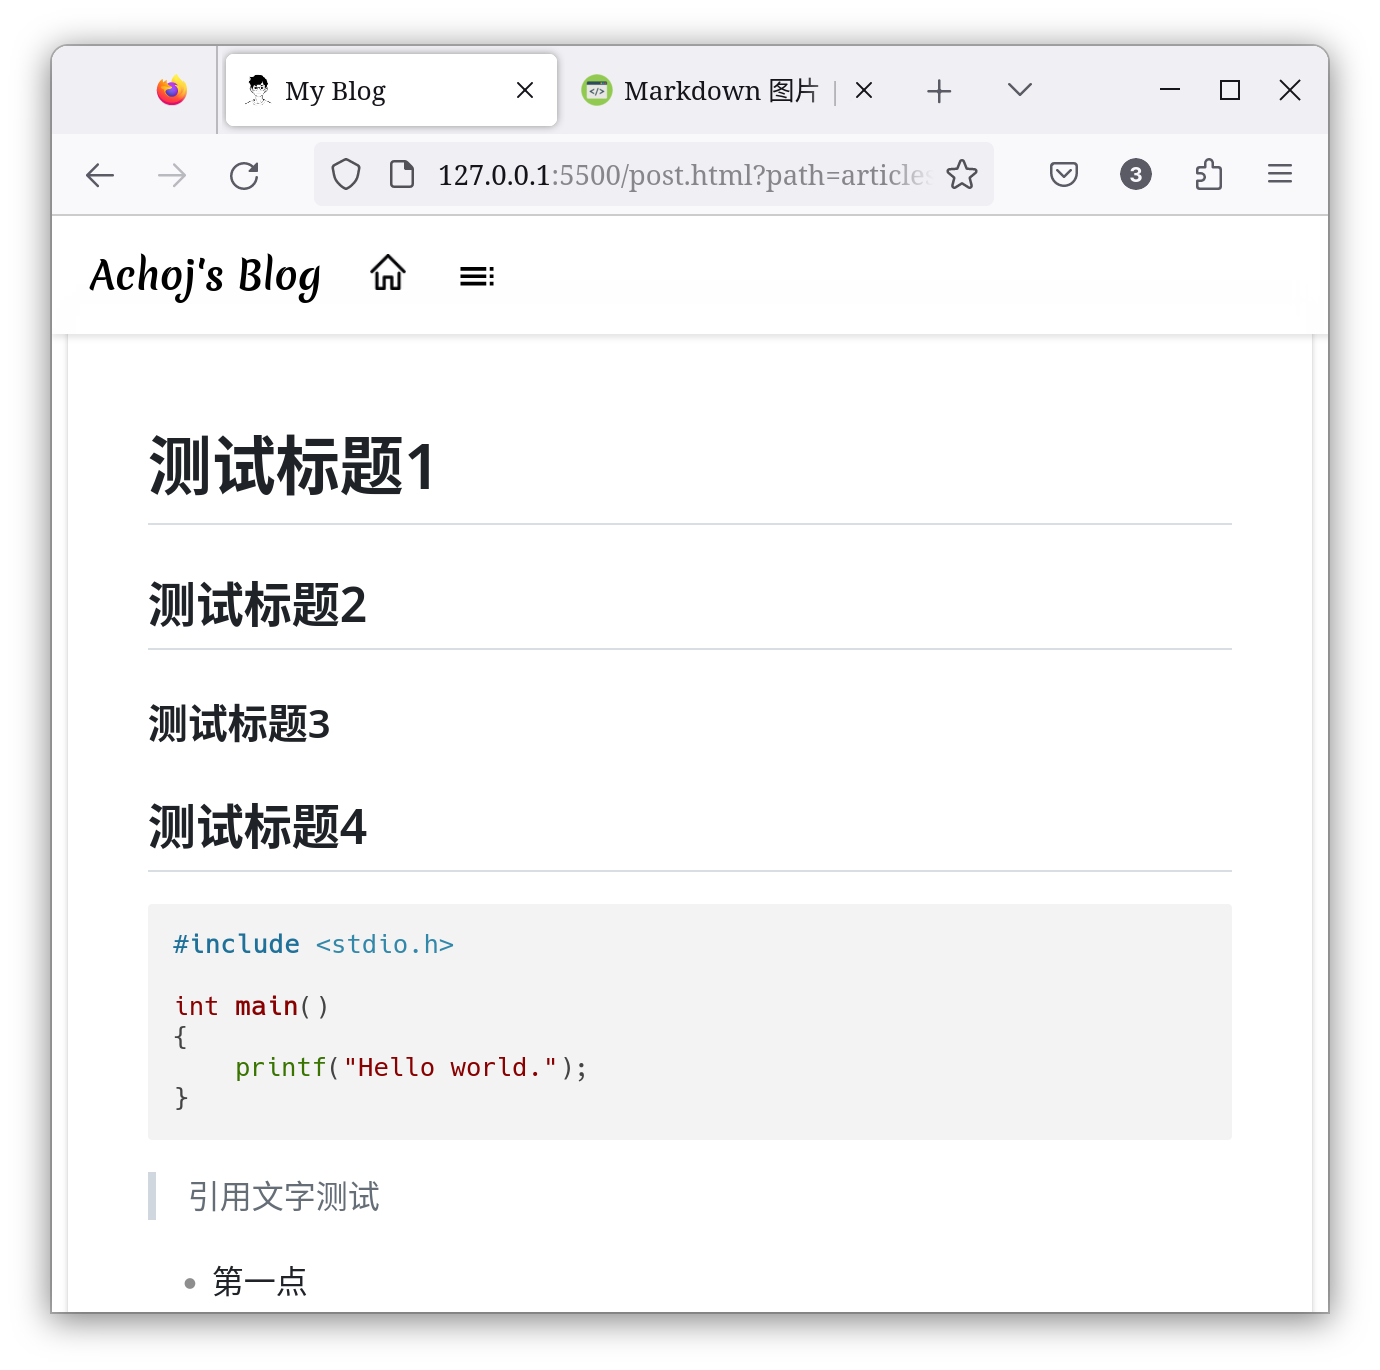 My Blog
Markdown 图片 |
127.0.0.1:5500/post.html?path=articles
3
Achoj's Blog
测试标题1
测试标题2
测试标题3
测试标题4
#include <stdio.h>
int main()
{
    printf("Hello world.");
}
引用文字测试
第一点